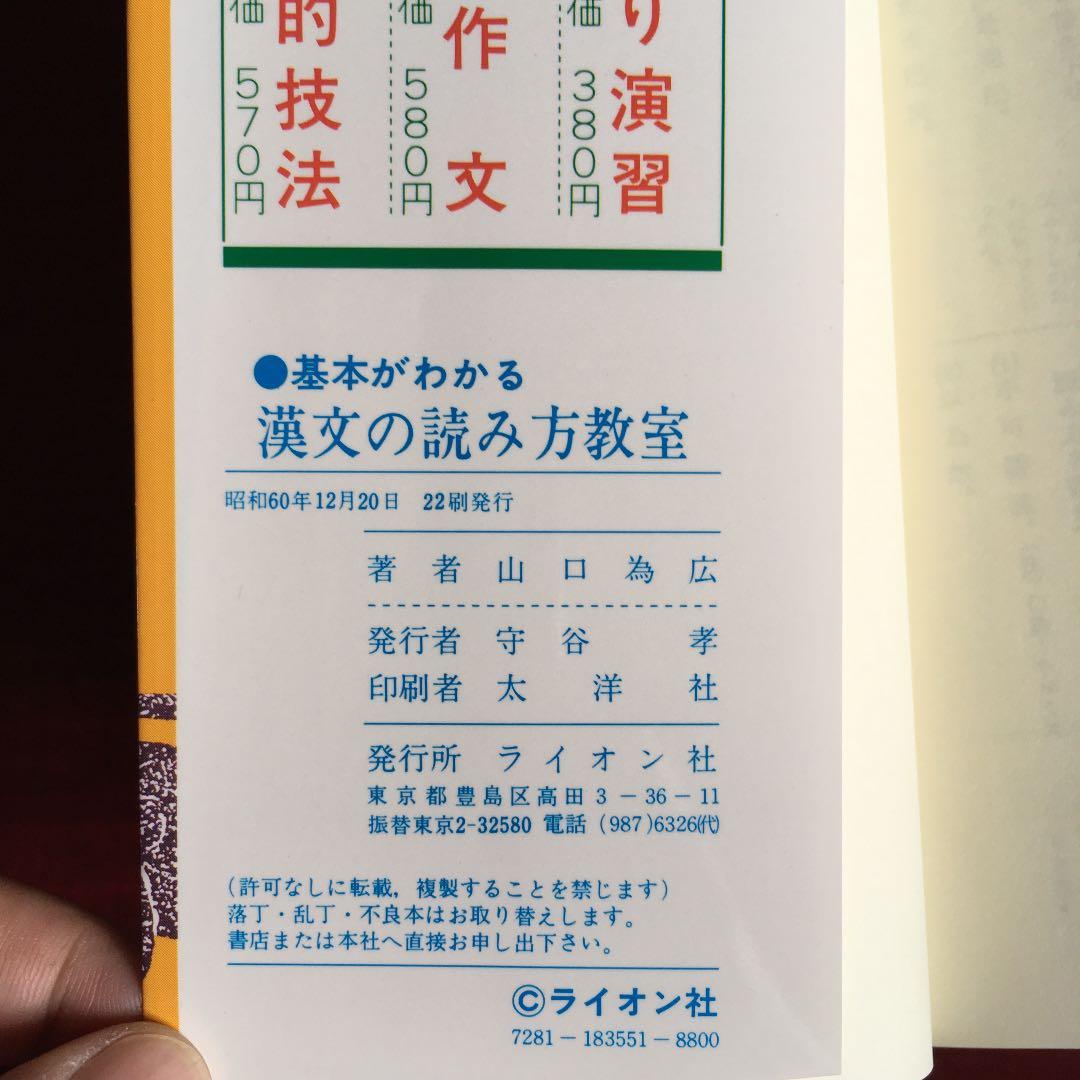 り演習
価 380円
作文
価 580円
的技法
価 570円
●基本がわかる
漢文の読み方教室
昭和60年12月20日 22刷発行
著者 山口為広
発行者 守谷 孝
印刷者 太洋社
発行所 ライオン社
東京都豊島区高田3-36-11
振替東京2-32580 電話(987)6326㈹
(許可なしに転載,複製することを禁じます)
落丁・乱丁・不良本はお取り替えします。
書店または本社へ直接お申し出下さい。
©ライオン社
7281-183551-8800